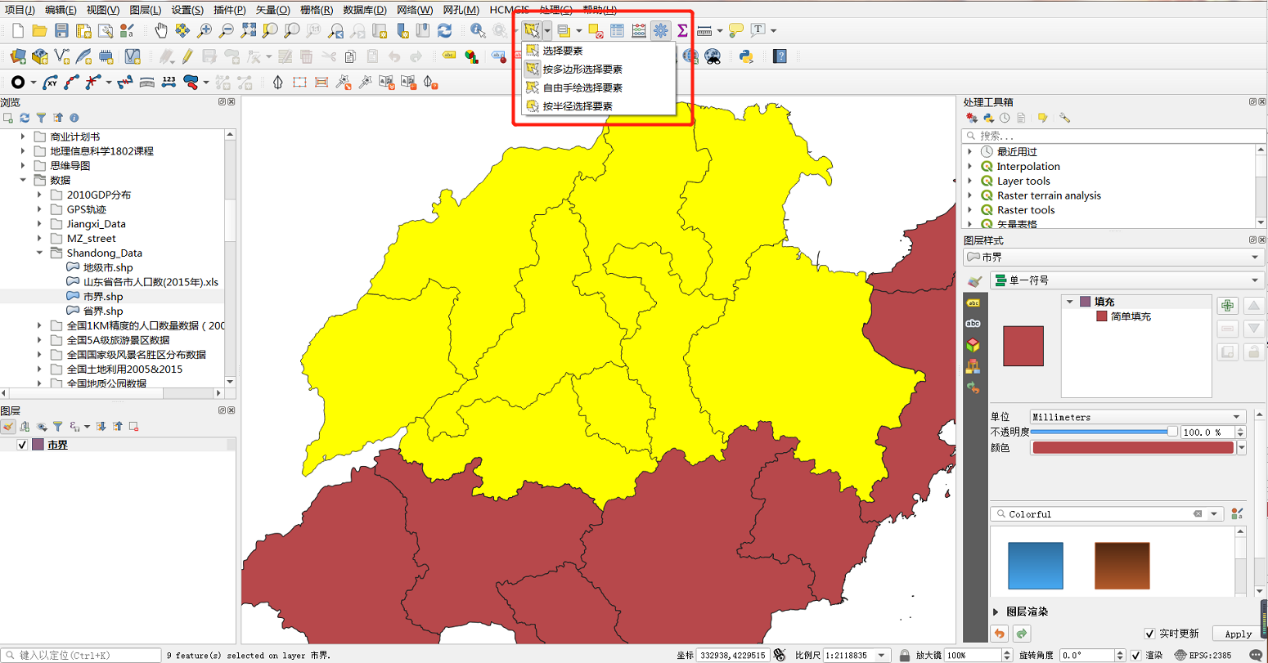 项目(J) 编辑(E) 视图(V) 图层(L) 设置(S) 插件(P) 矢量(O) 栅格(R) 数据库(D) 网络(W) 网孔(M) HCMGIS 处理(C) 帮助(H)
选择要素
按多边形选择要素
自由手绘选择要素
按半径选择要素
浏览
商业计划书
地理信息科学1802课程
思维导图
数据
2010GDP分布
GPS轨迹
Jiangxi_Data
MZ_street
Shandong_Data
地级市.shp
山东省各市人口数(2015年).xls
市界.shp
省界.shp
全国1KM精度的人口数量数据（200
全国5A级旅游景区数据
全国国家级风景名胜区分布数据
全国土地利用2005&2015
全国地质公园数据
图层
市界
处理工具箱
搜索...
最近用过
Interpolation
Layer tools
Raster terrain analysis
Raster tools
矢量表格
图层样式
市界
单一符号
填充
简单填充
单位 Millimeters
不透明度 100.0 %
颜色
Colorful
图层渲染
实时更新 Apply
键入以定位(Ctrl+K) 9 feature(s) selected on layer 市界. 坐标 332938,4229515 比例尺 1:2118835 放大镜 100% 旋转角度 0.0° 渲染 EPSG:2385